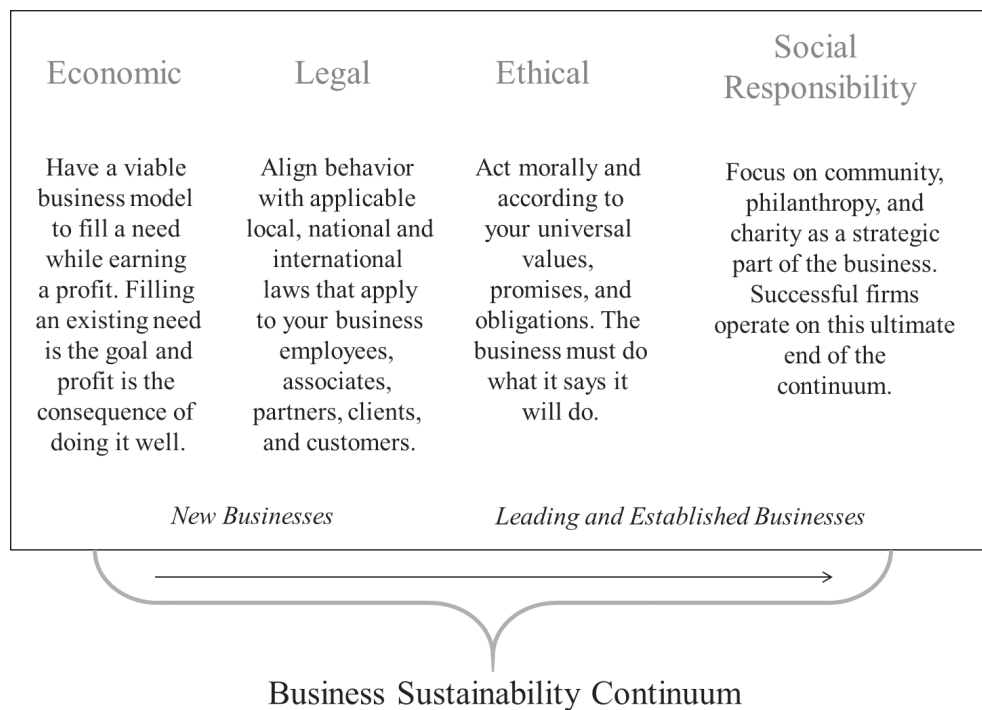 Economic
Have a viable
business model
to fill a need
while earning
a profit. Filling
an existing need
is the goal and
profit is the
consequence of
doing it well.
Legal
Align behavior
with applicable
local, national and
international
laws that apply
to your business
employees,
associates,
partners, clients,
and customers.
Ethical
Act morally and
according to
your universal
values,
promises, and
obligations. The
business must do
what it says it
will do.
Social
Responsibility
Focus on community,
philanthropy, and
charity as a strategic
part of the business.
Successful firms
operate on this ultimate
end of the
continuum.
New Businesses
Leading and Established Businesses
Business Sustainability Continuum